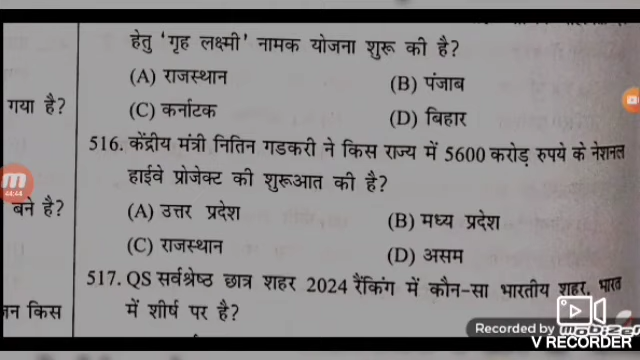 हेतु 'गृह लक्ष्मी' नामक योजना शुरू की है?
(A) राजस्थान
(B) पंजाब
गया है?
(C) कर्नाटक
(D) बिहार
516. केंद्रीय मंत्री नितिन गडकरी ने किस राज्य में 5600 करोड़ रुपये के नेशनल
हाईवे प्रोजेक्ट की शुरूआत की है?
बने है?
(A) उत्तर प्रदेश
(B) मध्य प्रदेश
(C) राजस्थान
(D) असम
517. QS सर्वश्रेष्ठ छात्र शहर 2024 रैंकिंग में कौन-सा भारतीय शहर, भारत
किस
में शीर्ष पर है?
Recorded by
V RECORDER